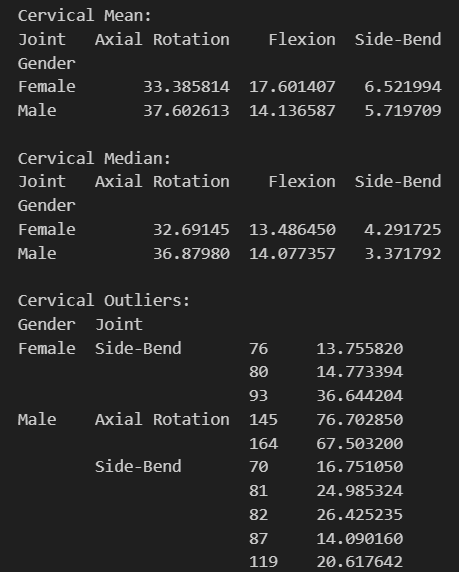 Cervical Mean:
Joint Axial Rotation Flexion Side-Bend
Gender
Female 33.385814 17.601407 6.521994
Male 37.602613 14.136587 5.719709
Cervical Median:
Joint Axial Rotation Flexion Side-Bend
Gender
Female 32.69145 13.486450 4.291725
Male 36.87980 14.077357 3.371792
Cervical Outliers:
Gender Joint
Female Side-Bend 76 13.755820
80 14.773394
93 36.644204
Male Axial Rotation 145 76.702850
164 67.503200
Side-Bend 70 16.751050
81 24.985324
82 26.425235
87 14.090160
119 20.617642